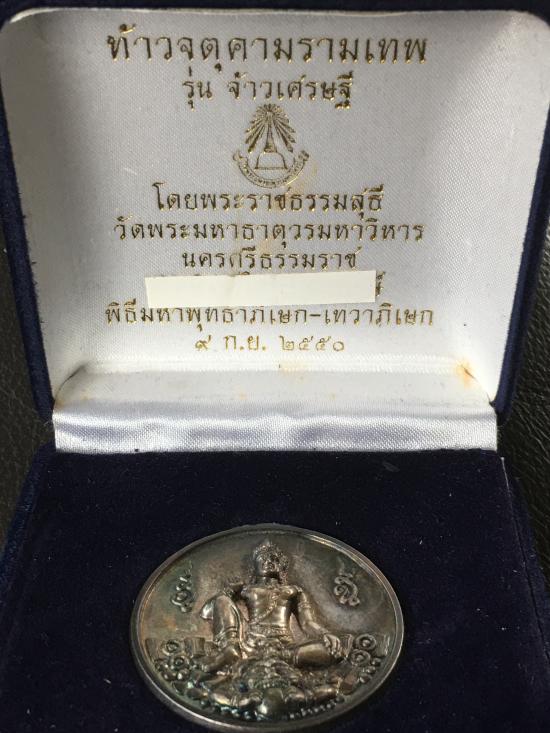 ท้าวจตุคามรามเทพ
รุ่น จ้าวเศรษฐี
โดยพระราชธรรมสุธี
วัดพระมหาธาตุวรมหาวิหาร
นครศรีธรรมราช
พิธีมหาพุทธาภิเษก-เทวาภิเษก
๙ ก.ย. ๒๕๕๐